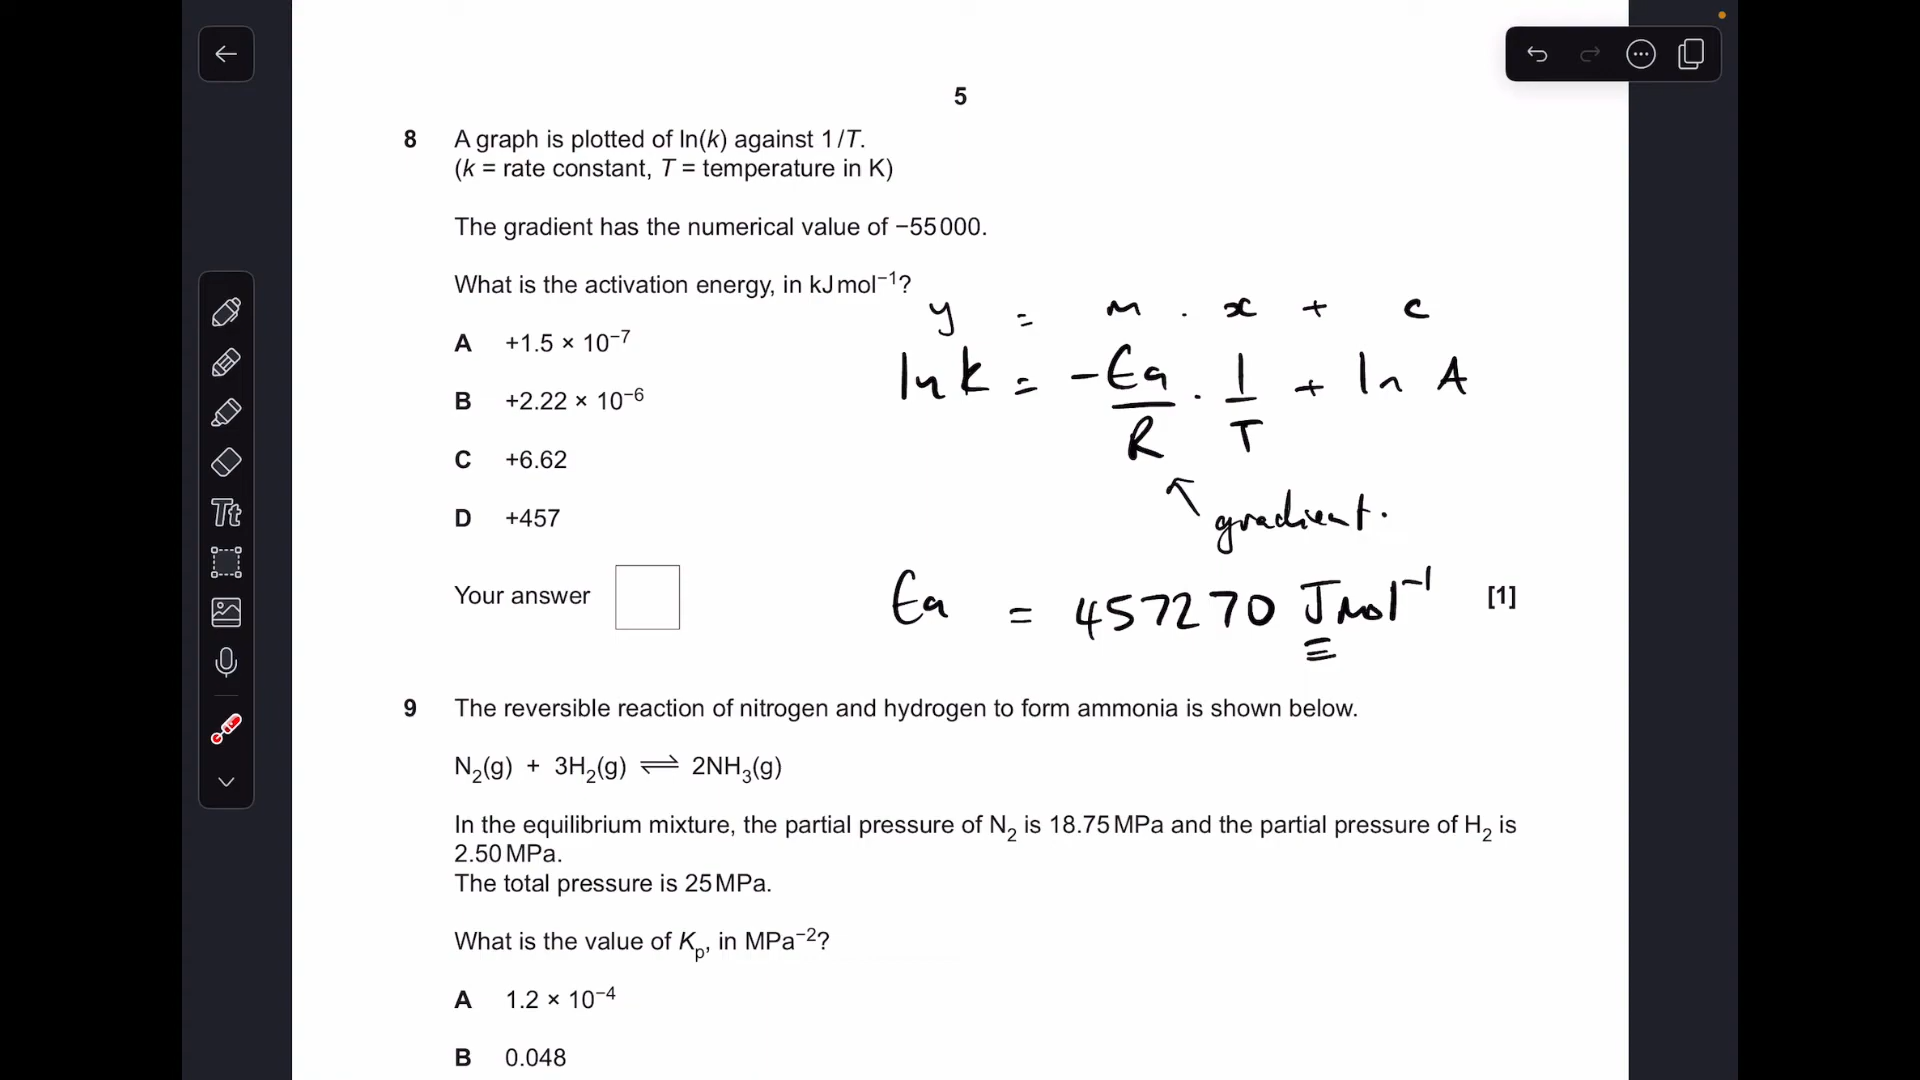 5
8 A graph is plotted of ln(k) against 1/T.
(k = rate constant, T = temperature in K)
The gradient has the numerical value of −55 000.
What is the activation energy, in kJ mol⁻¹?
y = m . x + c
A +1.5 × 10⁻⁷
ln k = −Ea/R . 1/T + ln A
B +2.22 × 10⁻⁶
C +6.62
gradient.
D +457
Your answer
Ea = 457270 J mol⁻¹
[1]
9 The reversible reaction of nitrogen and hydrogen to form ammonia is shown below.
N₂(g) + 3H₂(g) ⇌ 2NH₃(g)
In the equilibrium mixture, the partial pressure of N₂ is 18.75 MPa and the partial pressure of H₂ is
2.50 MPa.
The total pressure is 25 MPa.
What is the value of Kₚ, in MPa⁻²?
A 1.2 × 10⁻⁴
B 0.048
Tt